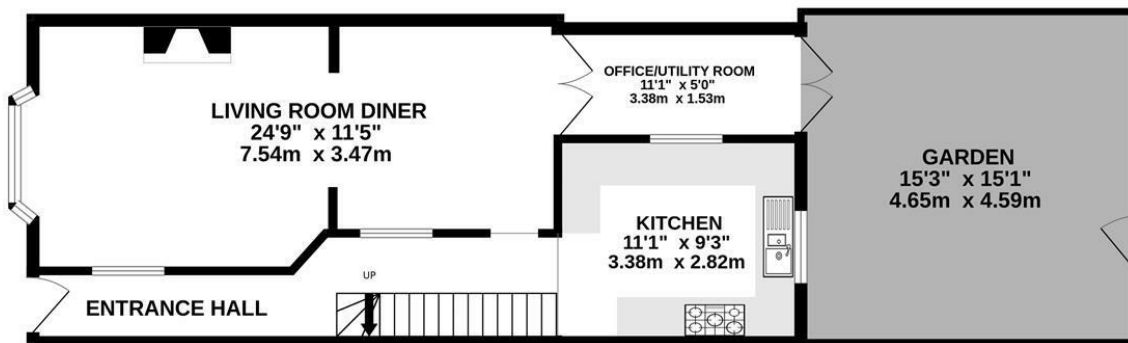 LIVING ROOM DINER
24'9" x 11'5"
7.54m x 3.47m
OFFICE/UTILITY ROOM
11'1" x 5'0"
3.38m x 1.53m
GARDEN
15'3" x 15'1"
4.65m x 4.59m
KITCHEN
11'1" x 9'3"
3.38m x 2.82m
UP
ENTRANCE HALL